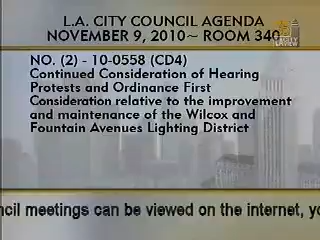 L.A. CITY COUNCIL AGENDA
NOVEMBER 9, 2010~ ROOM 340
NO. (2) - 10-0558 (CD4)
Continued Consideration of Hearing
Protests and Ordinance First
Consideration relative to the improvement
and maintenance of the Wilcox and
Fountain Avenues Lighting District
ncil meetings can be viewed on the internet, yo